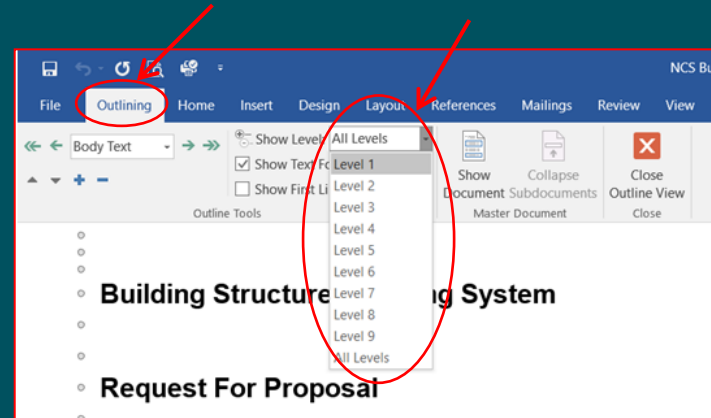 NCS Bu
File Outlining Home Insert Design Layout References Mailings Review View
Body Text Show Level: All Levels
Show Text Fo
Show First Li
Level 1
Level 2
Level 3
Level 4
Level 5
Level 6
Level 7
Level 8
Level 9
All Levels
Show Document
Collapse Subdocuments
Close Outline View
Outline Tools Master Document Close
Building Structure g System
Request For Proposal